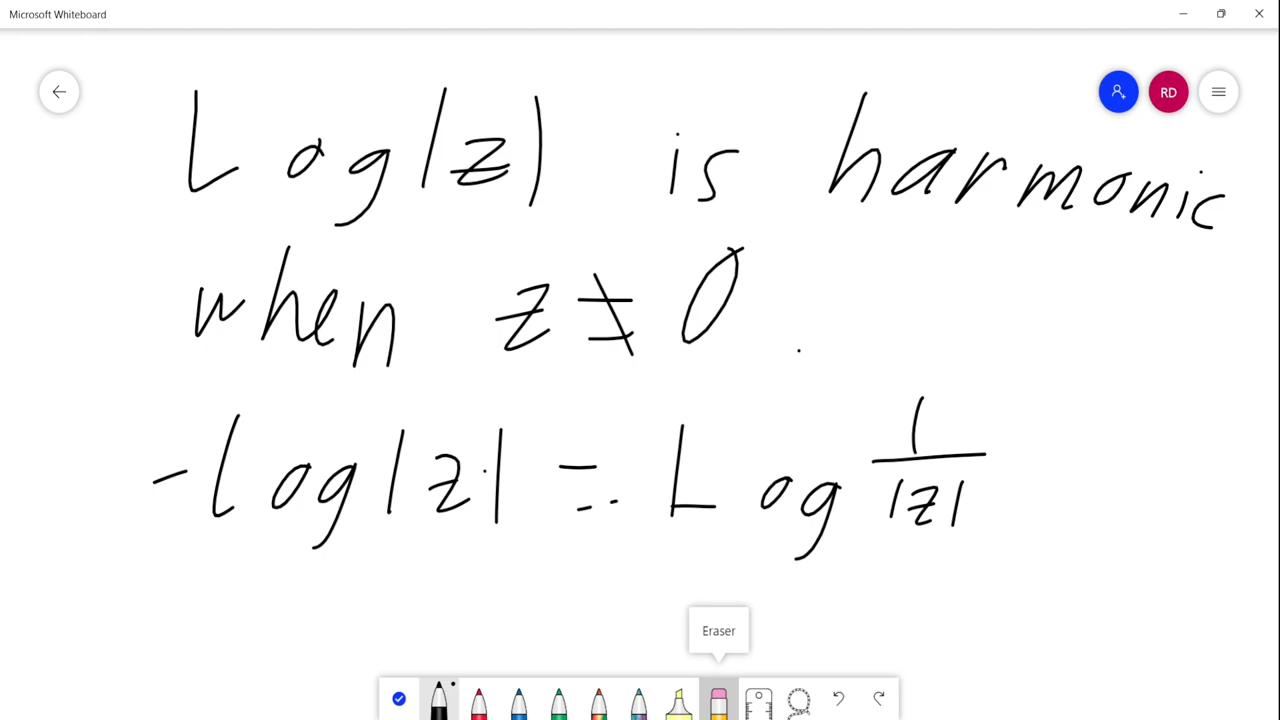 Microsoft Whiteboard
RD
Log|z| is harmonic
when z ≠ 0.
-Log|z| = Log 1/|z|
Eraser